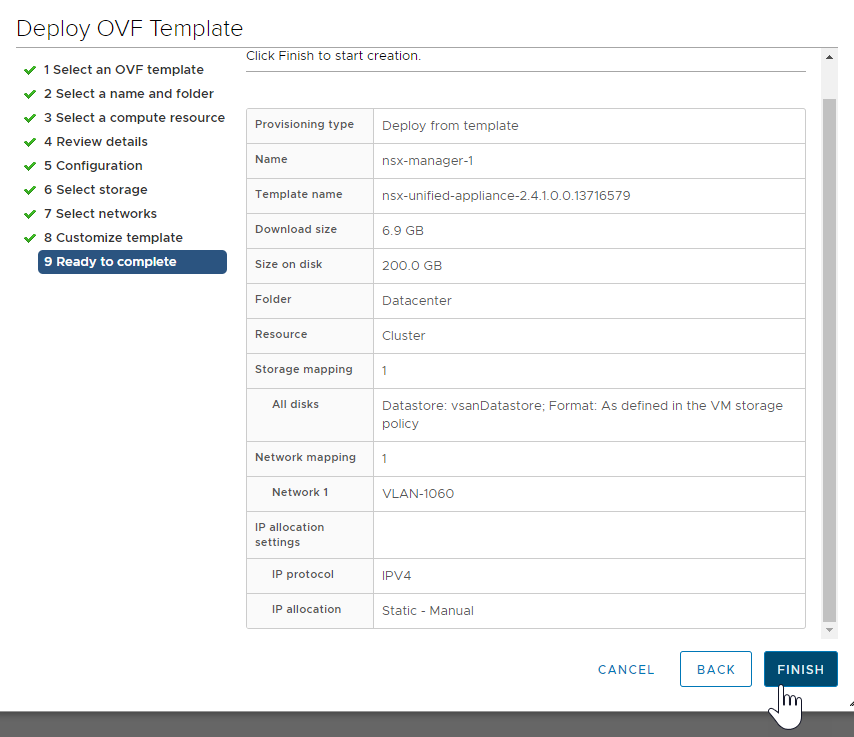 Deploy OVF Template
1 Select an OVF template
2 Select a name and folder
3 Select a compute resource
4 Review details
5 Configuration
6 Select storage
7 Select networks
8 Customize template
9 Ready to complete
Click Finish to start creation.
Provisioning type Deploy from template
Name nsx-manager-1
Template name nsx-unified-appliance-2.4.1.0.0.13716579
Download size 6.9 GB
Size on disk 200.0 GB
Folder Datacenter
Resource Cluster
Storage mapping 1
All disks Datastore: vsanDatastore; Format: As defined in the VM storage
policy
Network mapping 1
Network 1 VLAN-1060
IP allocation
settings
IP protocol IPV4
IP allocation Static - Manual
CANCEL BACK FINISH